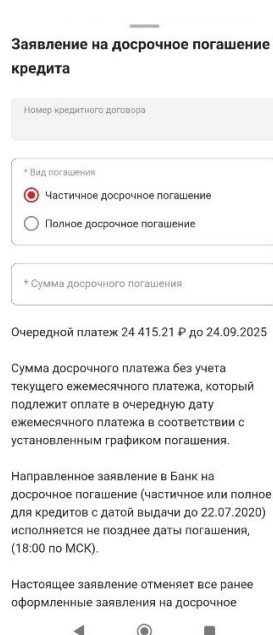 Заявление на досрочное погашение
кредита
Номер кредитного договора
* Вид погашения
Частичное досрочное погашение
Полное досрочное погашение
* Сумма досрочного погашения
Очередной платеж 24 415.21 ₽ до 24.09.2025
Сумма досрочного платежа без учета
текущего ежемесячного платежа, который
подлежит оплате в очередную дату
ежемесячного платежа в соответствии с
установленным графиком погашения.
Направленное заявление в Банк на
досрочное погашение (частичное или полное
для кредитов с датой выдачи до 22.07.2020)
исполняется не позднее даты погашения,
(18:00 по МСК).
Настоящее заявление отменяет все ранее
оформленные заявления на досрочное